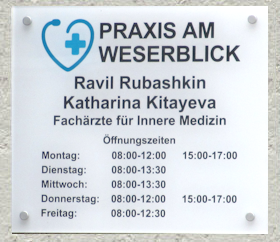 PRAXIS AM
WESERBLICK
Ravil Rubashkin
Katharina Kitayeva
Fachärzte für Innere Medizin
Öffnungszeiten
Montag: 08:00-12:00 15:00-17:00
Dienstag: 08:00-13:30
Mittwoch: 08:00-13:30
Donnerstag: 08:00-12:00 15:00-17:00
Freitag: 08:00-12:30